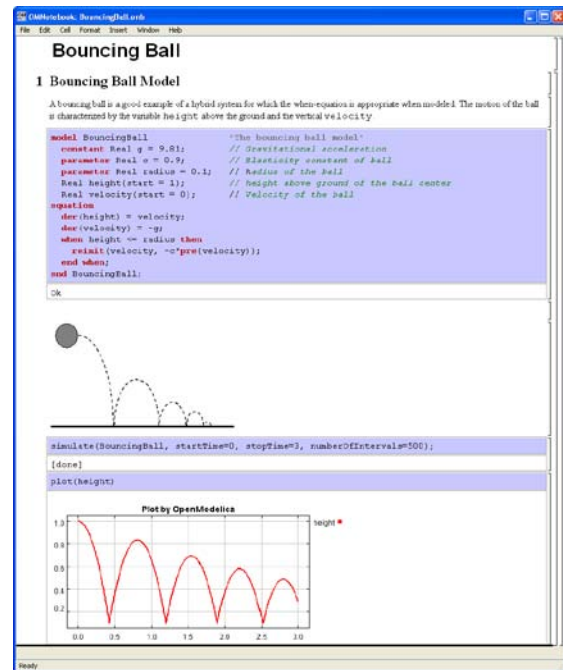 OMNotebook: BouncingBall.onb
File Edit Cell Format Insert Window Help
Bouncing Ball
1 Bouncing Ball Model
A bouncing ball is a good example of a hybrid system for which the when-equation is appropriate when modeled. The motion of the ball
is characterized by the variable height above the ground and the vertical velocity
model BouncingBall "The bouncing ball model"
constant Real g = 9.81; // Gravitational acceleration
parameter Real c = 0.9; // Elasticity constant of ball
parameter Real radius = 0.1; // Radius of the ball
Real height(start = 1); // height above ground of the ball center
Real velocity(start = 0); // Velocity of the ball
equation
der(height) = velocity;
der(velocity) = -g;
when height <= radius then
reinit(velocity, -c*pre(velocity));
end when;
end BouncingBall;
Ok
simulate(BouncingBall, startTime=0, stopTime=3, numberOfIntervals=500);
[done]
plot(height)
Plot by OpenModelica
height
0.6
0.4
0.2
0.0 0.5 1.0 1.5 2.0 2.5 3.0
Ready